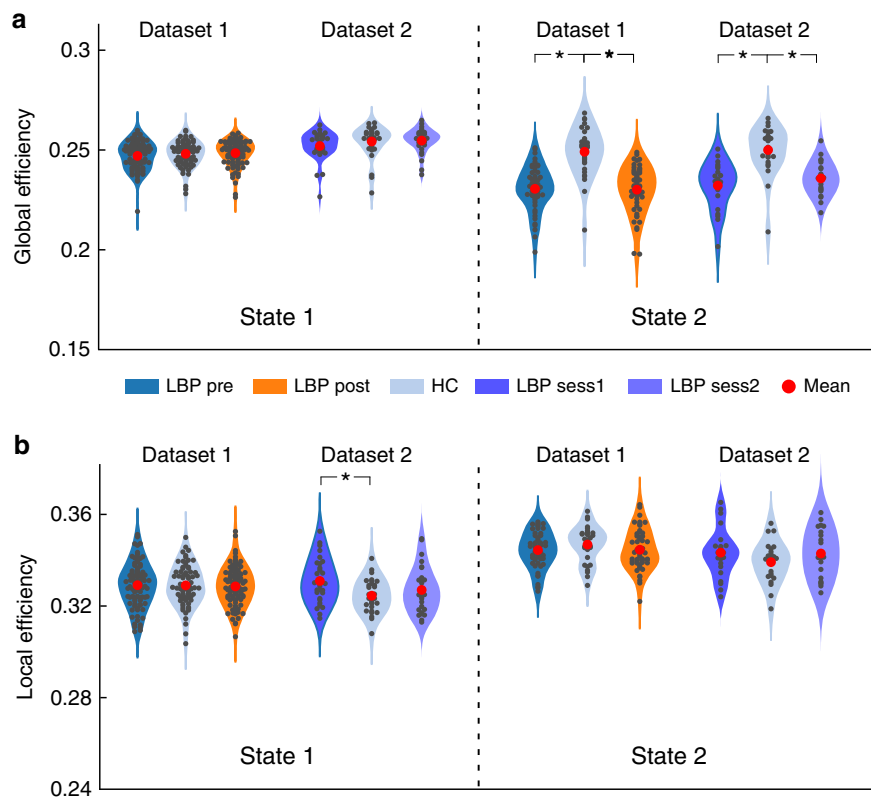 a
Dataset 1 Dataset 2 Dataset 1 Dataset 2
* * * *
0.3
0.25
0.2
0.15
Global efficiency
State 1 State 2
LBP pre LBP post HC LBP sess1 LBP sess2 Mean
b
Dataset 1 Dataset 2 Dataset 1 Dataset 2
*
0.36
0.32
0.28
0.24
Local efficiency
State 1 State 2